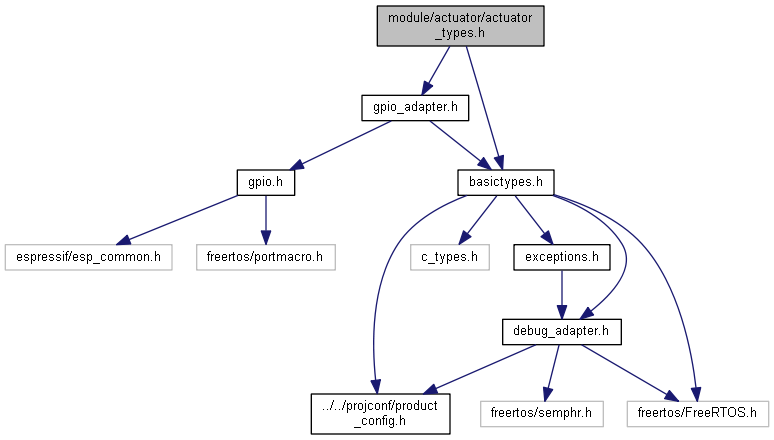 module/actuator/actuator
_types.h
gpio_adapter.h
gpio.h
basictypes.h
espressif/esp_common.h
freertos/portmacro.h
c_types.h
exceptions.h
debug_adapter.h
../../projconf/product
_config.h
freertos/semphr.h
freertos/FreeRTOS.h